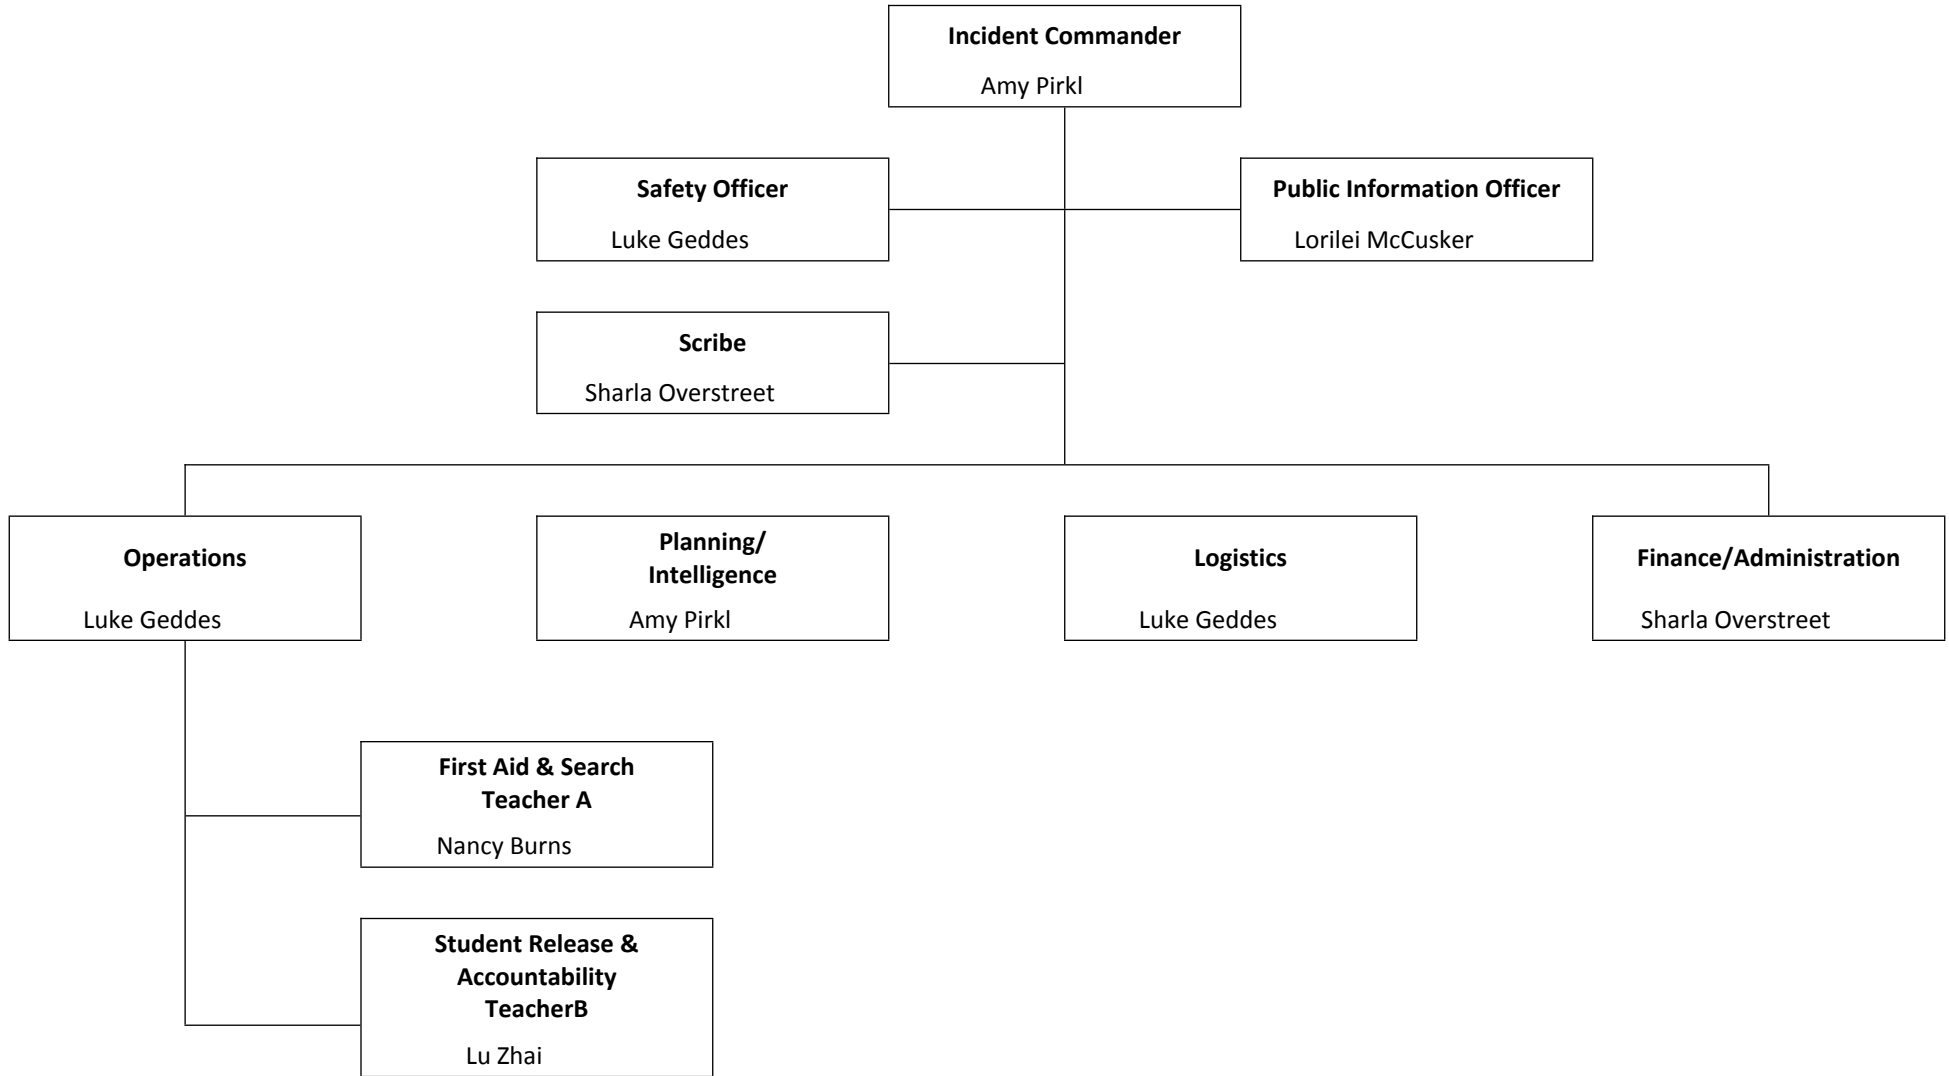 Incident Commander
Amy Pirkl
Safety Officer
Luke Geddes
Public Information Officer
Lorilei McCusker
Scribe
Sharla Overstreet
Operations
Luke Geddes
Planning/
Intelligence
Amy Pirkl
Logistics
Luke Geddes
Finance/Administration
Sharla Overstreet
First Aid & Search
Teacher A
Nancy Burns
Student Release &
Accountability
TeacherB
Lu Zhai